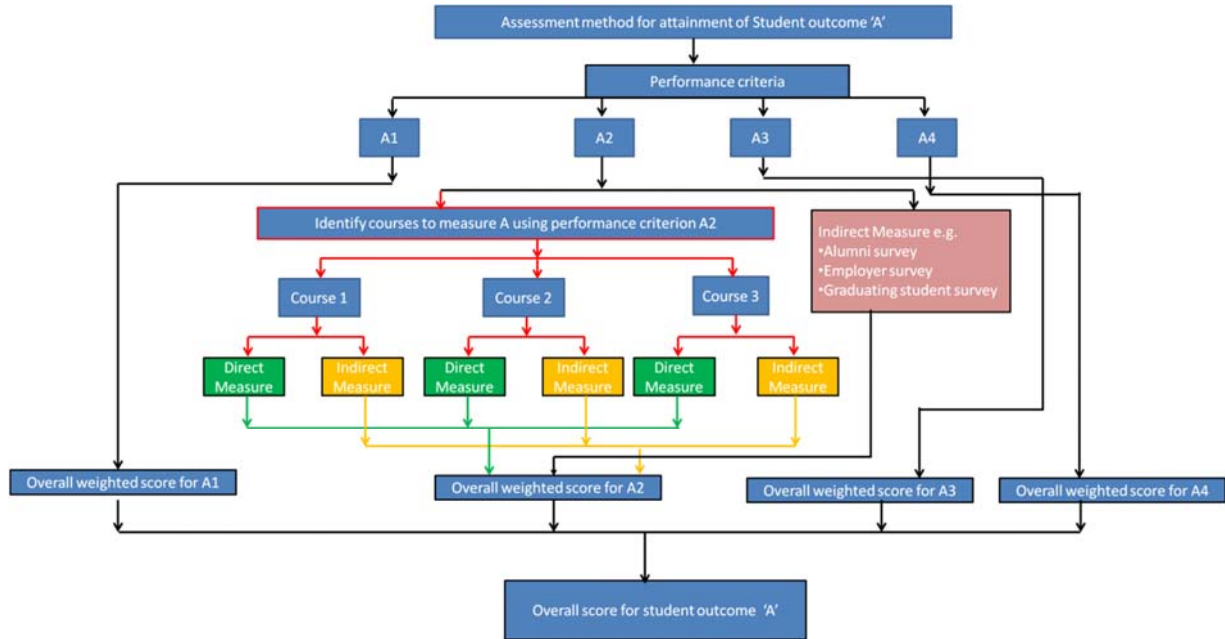 Assessment method for attainment of Student outcome ‘A’
Performance criteria
A1
A2
A3
A4
Identify courses to measure A using performance criterion A2
Indirect Measure e.g.
•Alumni survey
•Employer survey
•Graduating student survey
Course 1
Course 2
Course 3
Direct
Measure
Indirect
Measure
Direct
Measure
Indirect
Measure
Direct
Measure
Indirect
Measure
Overall weighted score for A1
Overall weighted score for A2
Overall weighted score for A3
Overall weighted score for A4
Overall score for student outcome ‘A’